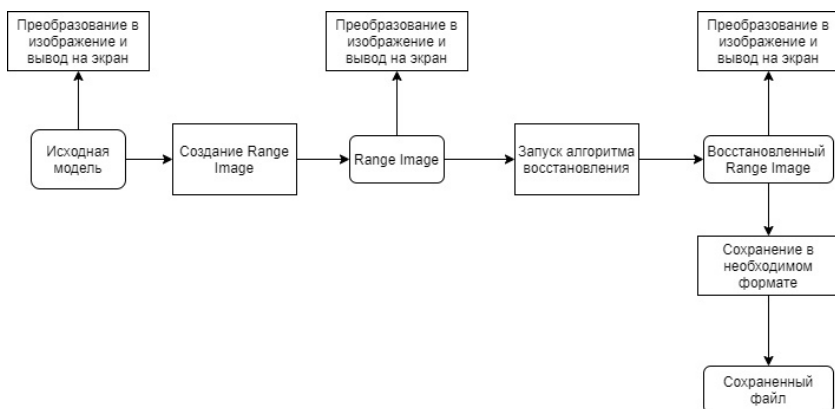 Преобразование в
изображение и
вывод на экран
Преобразование в
изображение и
вывод на экран
Преобразование в
изображение и
вывод на экран
Исходная
модель
Создание Range
Image
Range Image
Запуск алгоритма
восстановления
Восстановленный
Range Image
Сохранение в
необходимом
формате
Сохраненный
файл